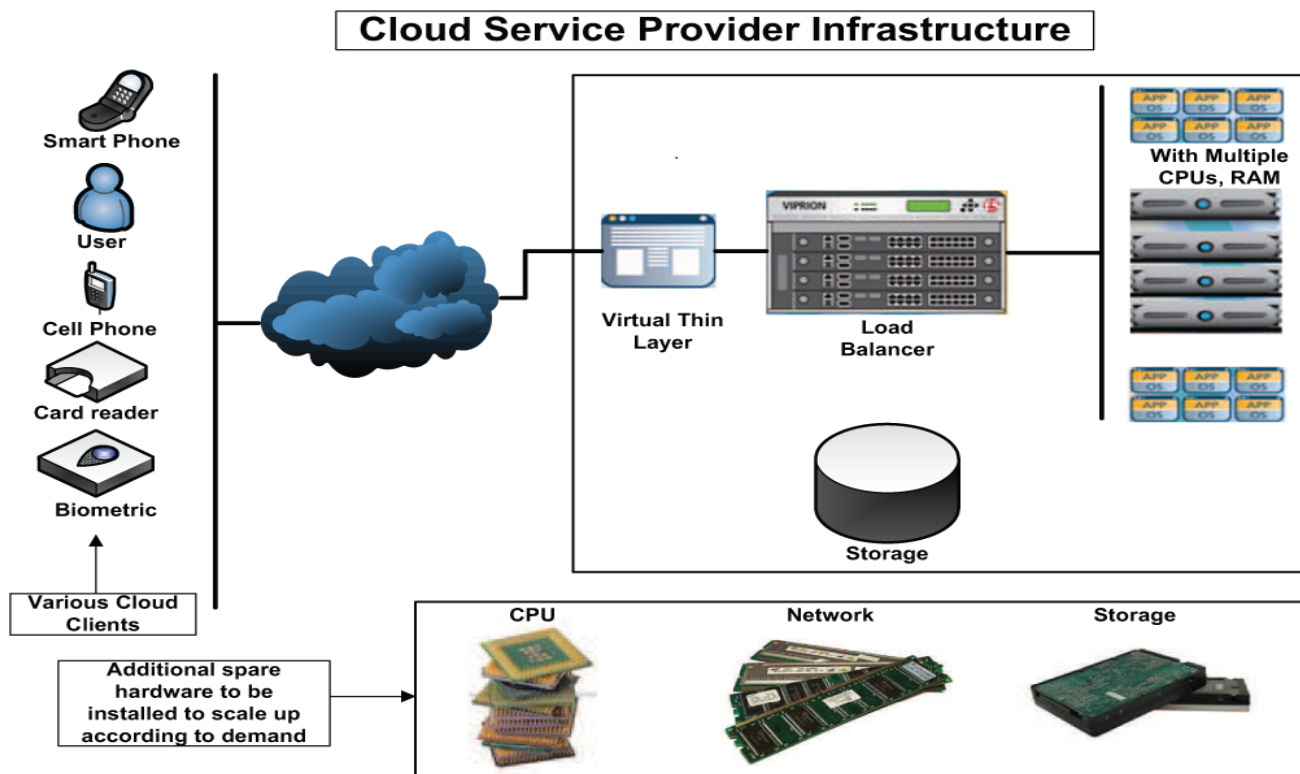 Cloud Service Provider Infrastructure
Smart Phone
User
Cell Phone
Card reader
Biometric
Various Cloud
Clients
Virtual Thin
Layer
VIPRION
Load
Balancer
Storage
APP APP APP
OS OS OS
APP APP APP
OS OS OS
With Multiple
CPUs, RAM
APP APP APP
OS OS OS
APP APP APP
OS OS OS
Additional spare
hardware to be
installed to scale up
according to demand
CPU
Network
Storage